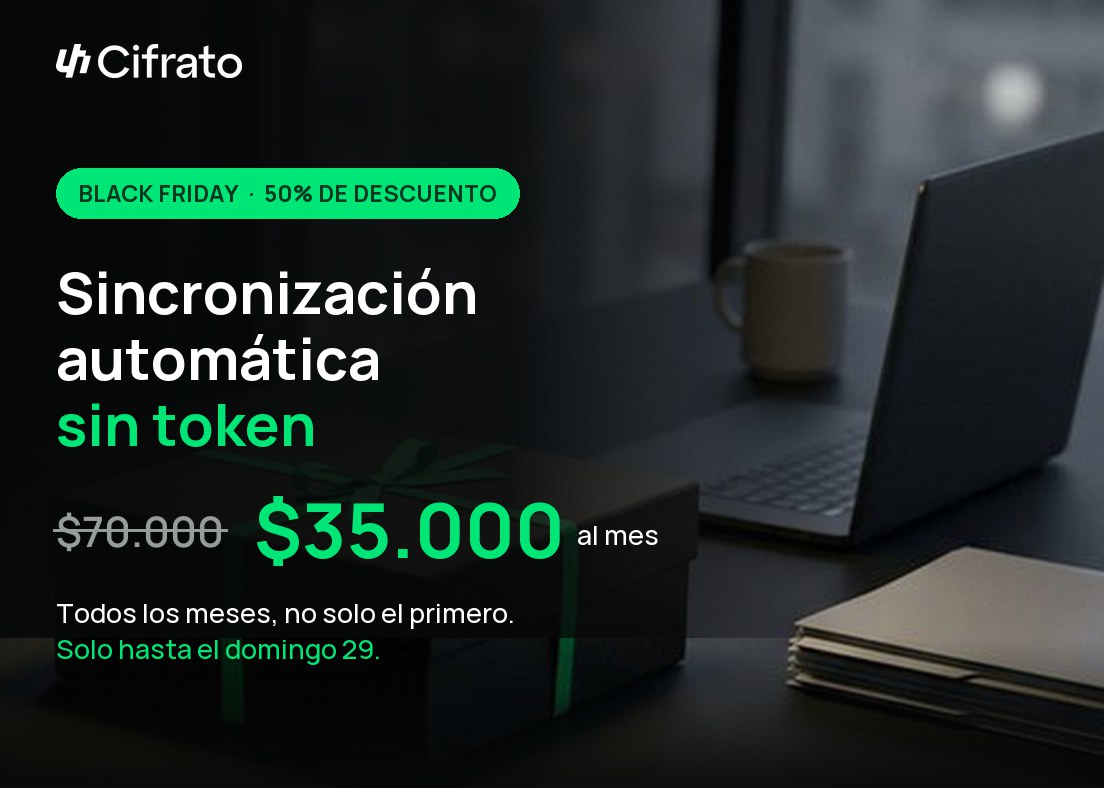 Cifrato
BLACK FRIDAY · 50% DE DESCUENTO
Sincronización
automática
sin token
$70.000 $35.000 al mes
Todos los meses, no solo el primero.
Solo hasta el domingo 29.